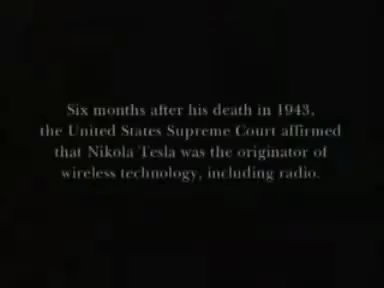 Six months after his death in 1943,
the United States Supreme Court affirmed
that Nikola Tesla was the originator of
wireless technology, including radio.